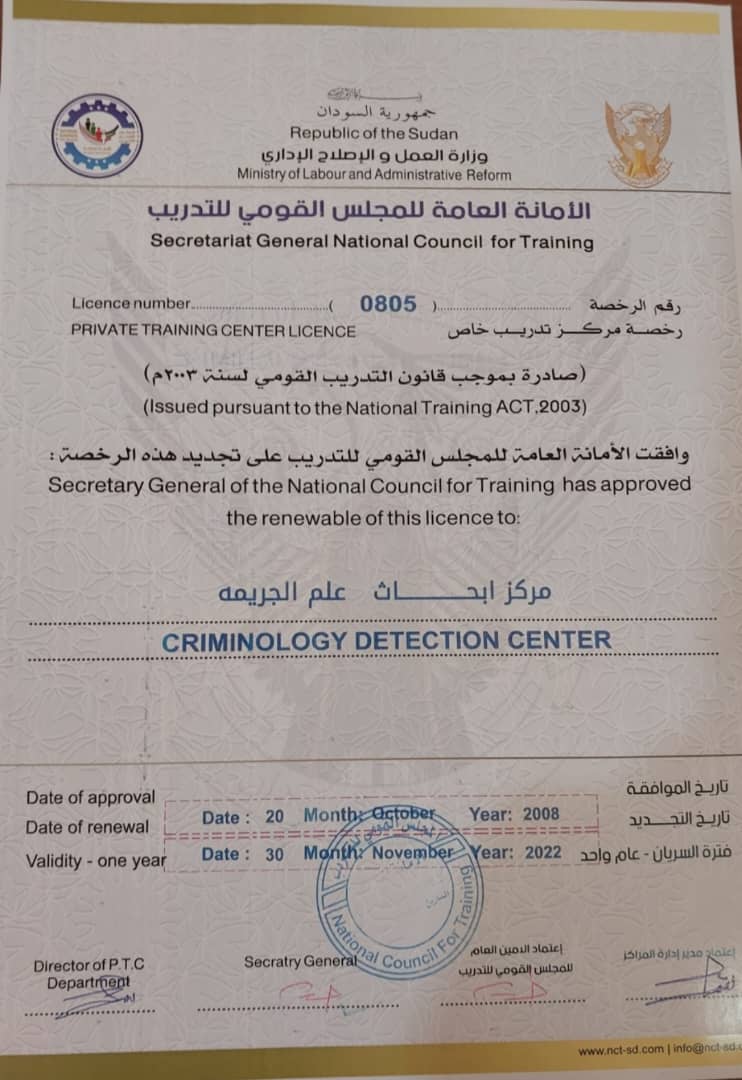 جمهورية السودان
Republic of the Sudan
وزارة العمل و الإصلاح الإداري
Ministry of Labour and Administrative Reform
الأمانة العامة للمجلس القومي للتدريب
Secretariat General National Council for Training
Licence number..................................( 0805 )................................. رقم الرخصة
PRIVATE TRAINING CENTER LICENCE رخصة مركـــز تدريـــب خاص
(صادرة بموجب قانون التدريب القومي لسنة ٢٠٠٣م)
(Issued pursuant to the National Training ACT,2003)
وافقت الأمانة العامة للمجلس القومي للتدريب على تجديد هذه الرخصة :
Secretary General of the National Council for Training has approved
the renewable of this licence to:
مركز ابحـــــــاث علم الجريمه
CRIMINOLOGY DETECTION CENTER
Date of approval تاريخ الموافقة
Date : 20 Month: October Year: 2008
Date of renewal تاريخ التجـــديد
Validity - one year Date : 30 Month: November Year: 2022 فترة السريان - عام واحد
National Council For Training
Director of P.T.C
Department
Secratry General
إعتماد الامين العام
للمجلس القومي للتدريب
إعتماد مدير إدارة المراكز
www.nct-sd.com | info@nct-sd.